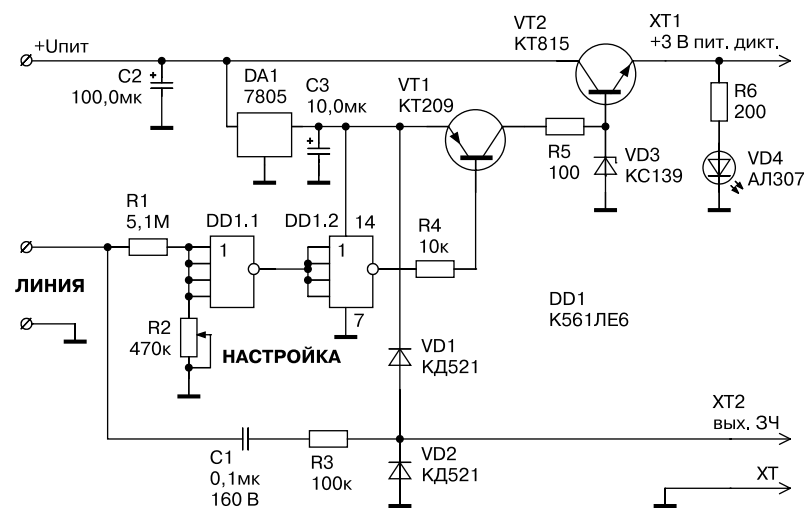 +Uпит
C2
100,0мк
DA1
7805
C3
10,0мк
VT1
КТ209
VT2
КТ815
XT1
+3 В пит. дикт.
R6
200
VD4
АЛ307
R5
100
VD3
КС139
R1
5,1М
DD1.1
1
DD1.2
1
14
7
R4
10к
ЛИНИЯ
R2
470к
НАСТРОЙКА
DD1
К561ЛЕ6
VD1
КД521
XT2
вых. ЗЧ
C1
0,1мк
160 В
R3
100к
VD2
КД521
XT